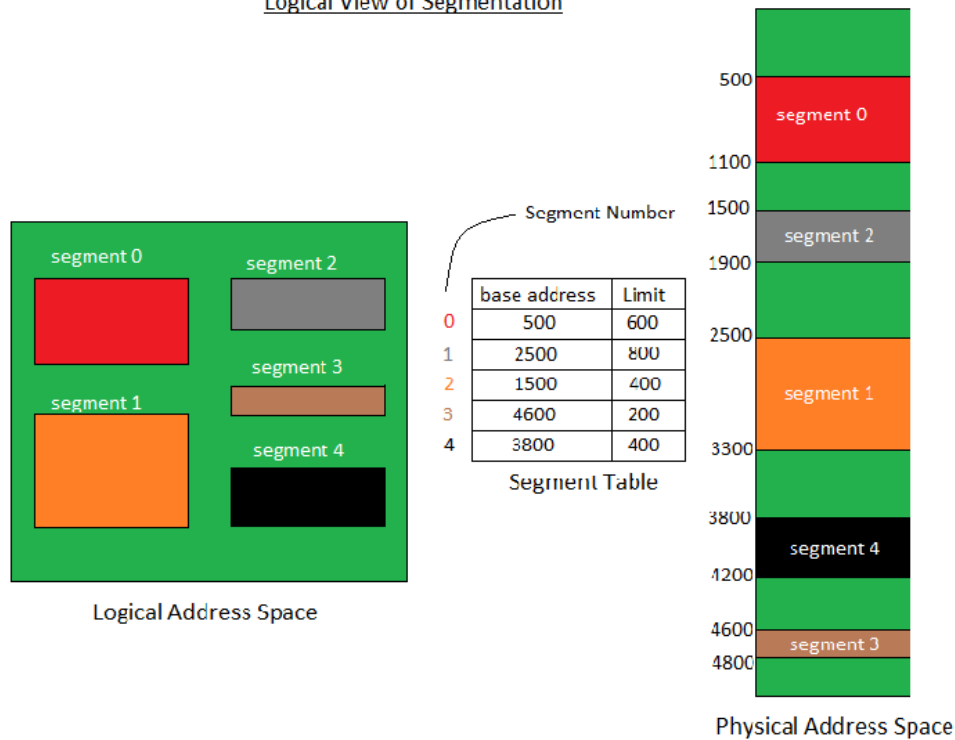 Logical View of Segmentation
segment 0
segment 2
segment 3
segment 1
segment 4
Logical Address Space
Segment Number
base address Limit
0 500 600
1 2500 800
2 1500 400
3 4600 200
4 3800 400
Segment Table
500
segment 0
1100
1500
segment 2
1900
2500
segment 1
3300
3800
segment 4
4200
4600
segment 3
4800
Physical Address Space